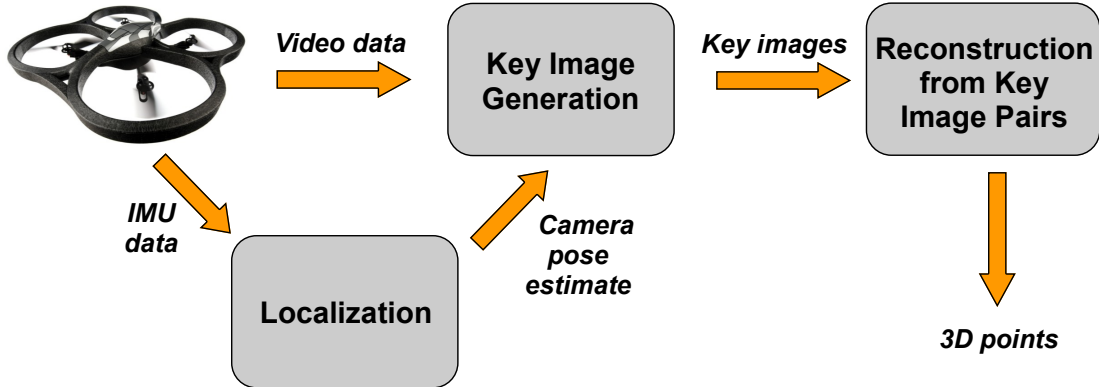 Video data
Key Image
Generation
Key images
Reconstruction
from Key
Image Pairs
IMU
data
Localization
Camera
pose
estimate
3D points